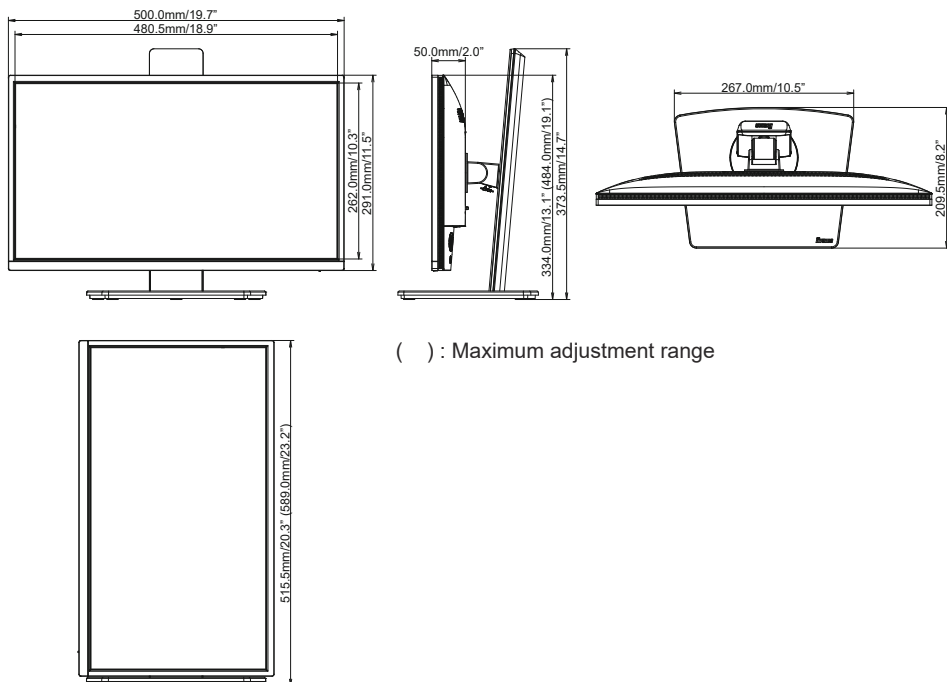 500.0mm/19.7”
480.5mm/18.9”
262.0mm/10.3”
291.0mm/11.5”
50.0mm/2.0”
334.0mm/13.1” (484.0mm/19.1”)
373.5mm/14.7”
267.0mm/10.5”
209.5mm/8.2”
( ) : Maximum adjustment range
515.5mm/20.3” (589.0mm/23.2”)